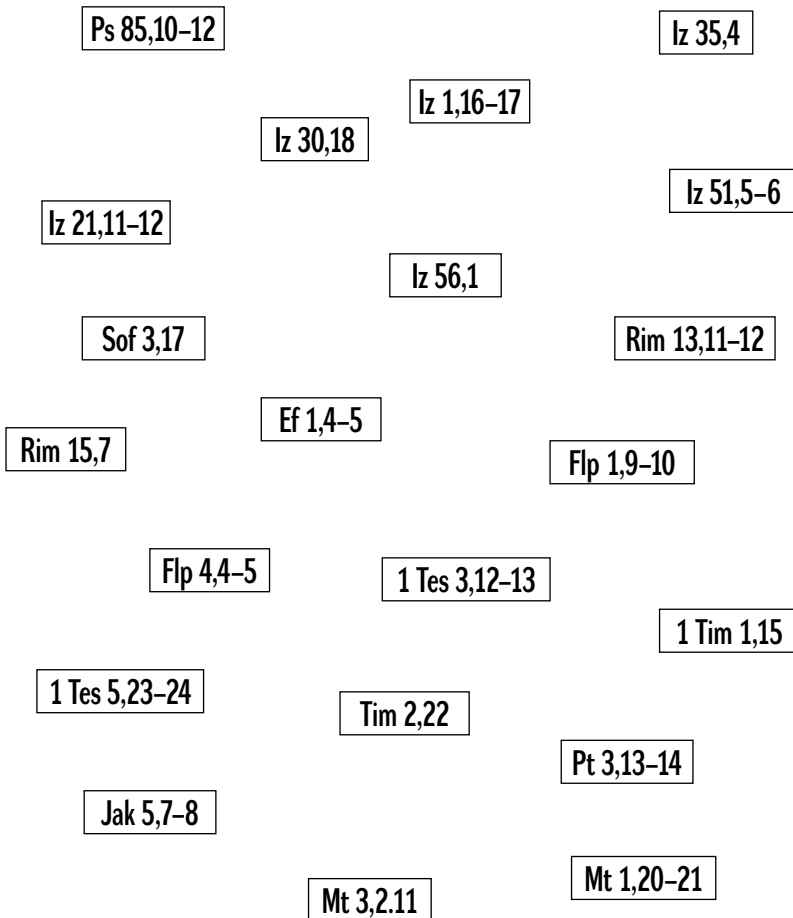 Ps 85,10–12
Iz 35,4
Iz 1,16–17
Iz 30,18
Iz 51,5–6
Iz 21,11–12
Iz 56,1
Sof 3,17
Rim 13,11–12
Ef 1,4–5
Rim 15,7
Flp 1,9–10
Flp 4,4–5
1 Tes 3,12–13
1 Tim 1,15
1 Tes 5,23–24
Tim 2,22
Pt 3,13–14
Jak 5,7–8
Mt 1,20–21
Mt 3,2.11